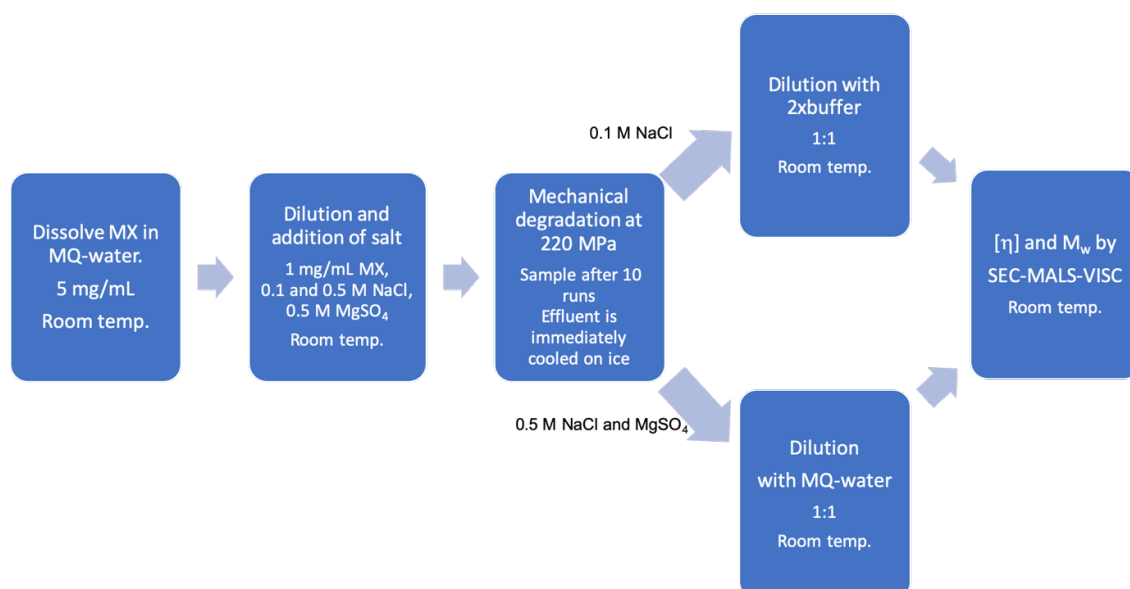 Dissolve MX in
MQ-water.
5 mg/mL
Room temp.
Dilution and
addition of salt
1 mg/mL MX,
0.1 and 0.5 M NaCl,
0.5 M MgSO₄
Room temp.
Mechanical
degradation at
220 MPa
Sample after 10
runs
Effluent is
immediately
cooled on ice
0.1 M NaCl
Dilution with
2xbuffer
1:1
Room temp.
0.5 M NaCl and MgSO₄
Dilution
with MQ-water
1:1
Room temp.
[η] and Mw by
SEC-MALS-VISC
Room temp.